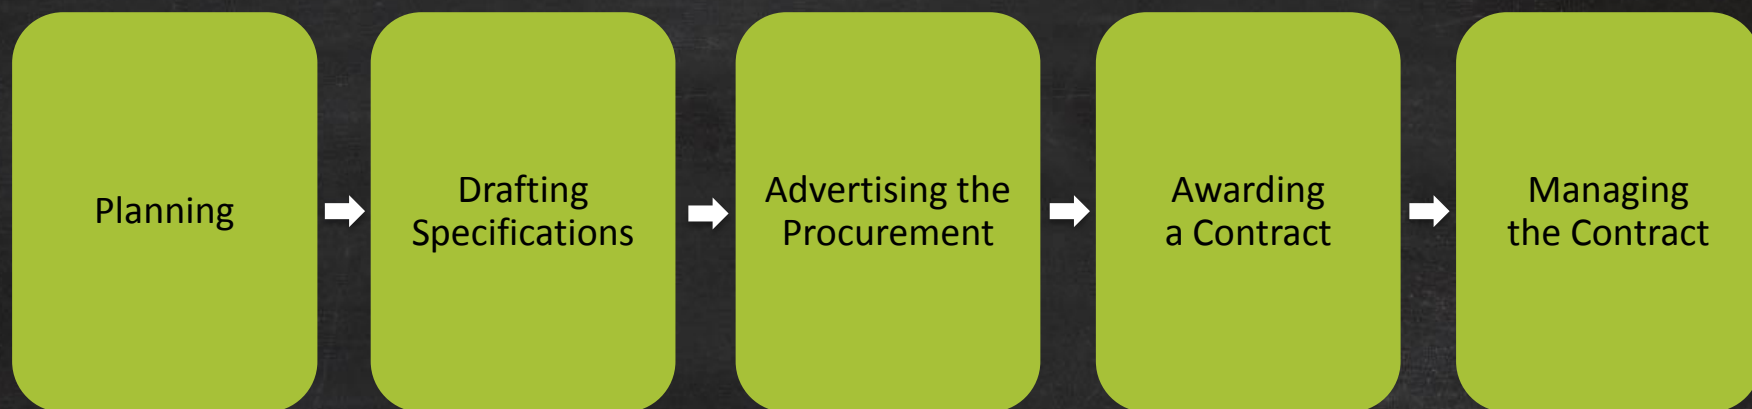 Planning
Drafting
Specifications
Advertising the
Procurement
Awarding
a Contract
Managing
the Contract